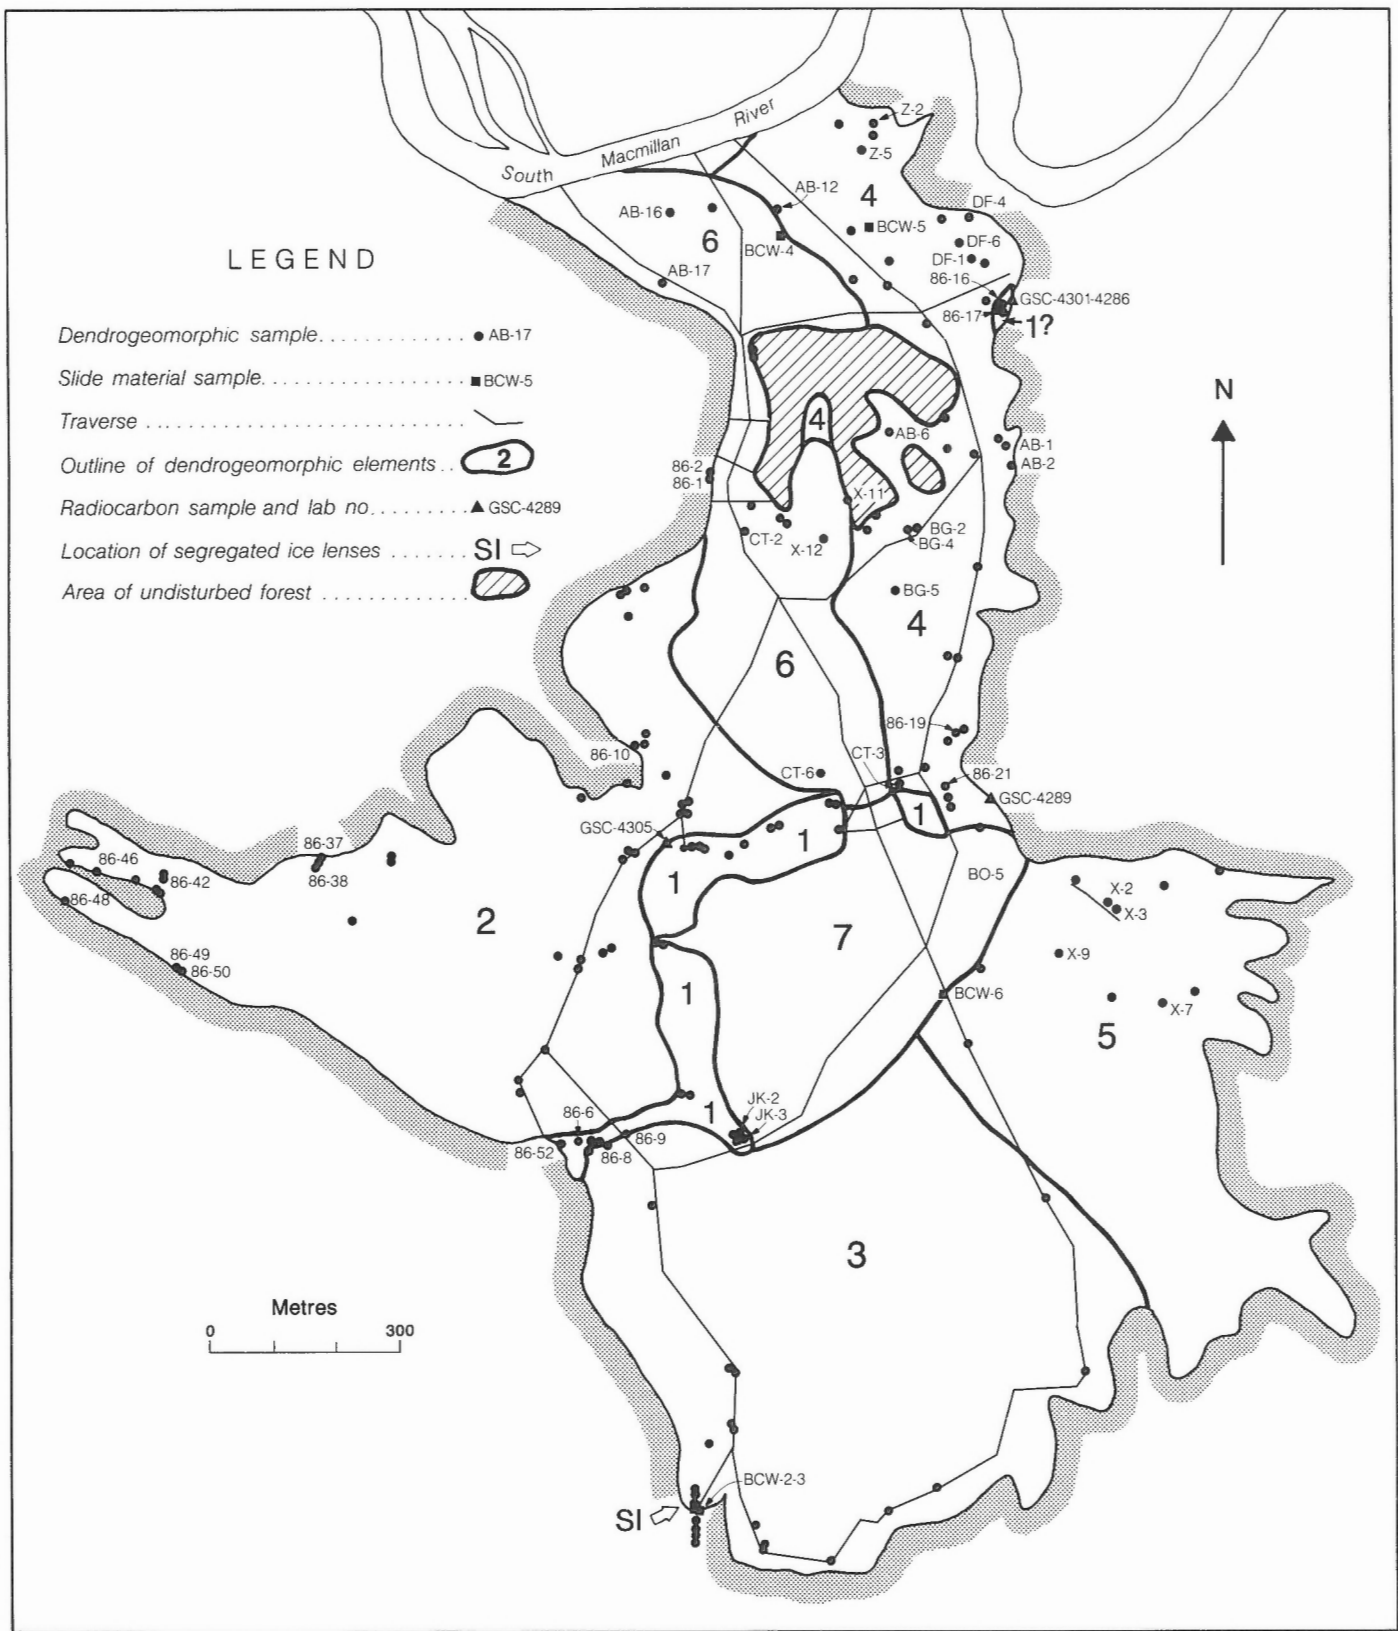 South Macmillan River
Z-2
Z-5
4
AB-12
DF-4
AB-16
6
BCW-4
BCW-5
DF-6
DF-1
86-16
GSC-4301-4286
86-17
1?
AB-17
LEGEND
Dendrogeomorphic sample. . . . . . . . . . . . . AB-17
Slide material sample. . . . . . . . . . . . . . . . . BCW-5
Traverse . . . . . . . . . . . . . . . . . . . . . . . . . .
Outline of dendrogeomorphic elements . . 2
Radiocarbon sample and lab no. . . . . . . . . GSC-4289
Location of segregated ice lenses . . . . . . . SI
Area of undisturbed forest . . . . . . . . . . . .
N
4
AB-6
AB-1
AB-2
86-2
86-1
X-11
CT-2
X-12
BG-2
BG-4
BG-5
4
6
86-19
86-10
CT-3
CT-6
86-21
GSC-4289
1
GSC-4305
1
86-37
86-46
86-42
86-38
86-48
BO-5
X-2
X-3
1
2
7
86-49
86-50
X-9
1
BCW-6
X-7
5
JK-2
JK-3
1
86-6
86-9
86-52
86-8
3
Metres
0 300
BCW-2-3
SI